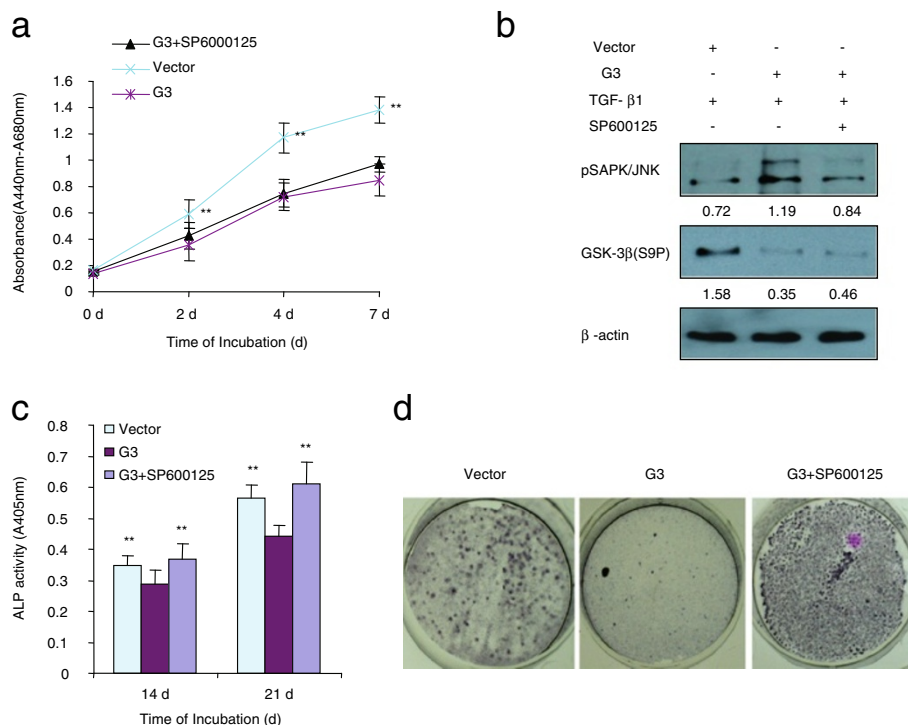 a
G3+SP6000125
Vector
G3
1.6
1.4
1.2
1
0.8
0.6
0.4
0.2
0
**
**
**
0 d 2 d 4 d 7 d
Time of Incubation (d)
Absorbance(A440nm-A680nm)
b
Vector + - -
G3 - + +
TGF- β1 + + +
SP600125 - - +
pSAPK/JNK
0.72 1.19 0.84
GSK-3β(S9P)
1.58 0.35 0.46
β -actin
c
Vector
G3
G3+SP600125
0.8
0.7
0.6
0.5
0.4
0.3
0.2
0.1
0
** ** ** **
14 d 21 d
Time of Incubation (d)
ALP activity (A405nm)
d
Vector G3 G3+SP600125